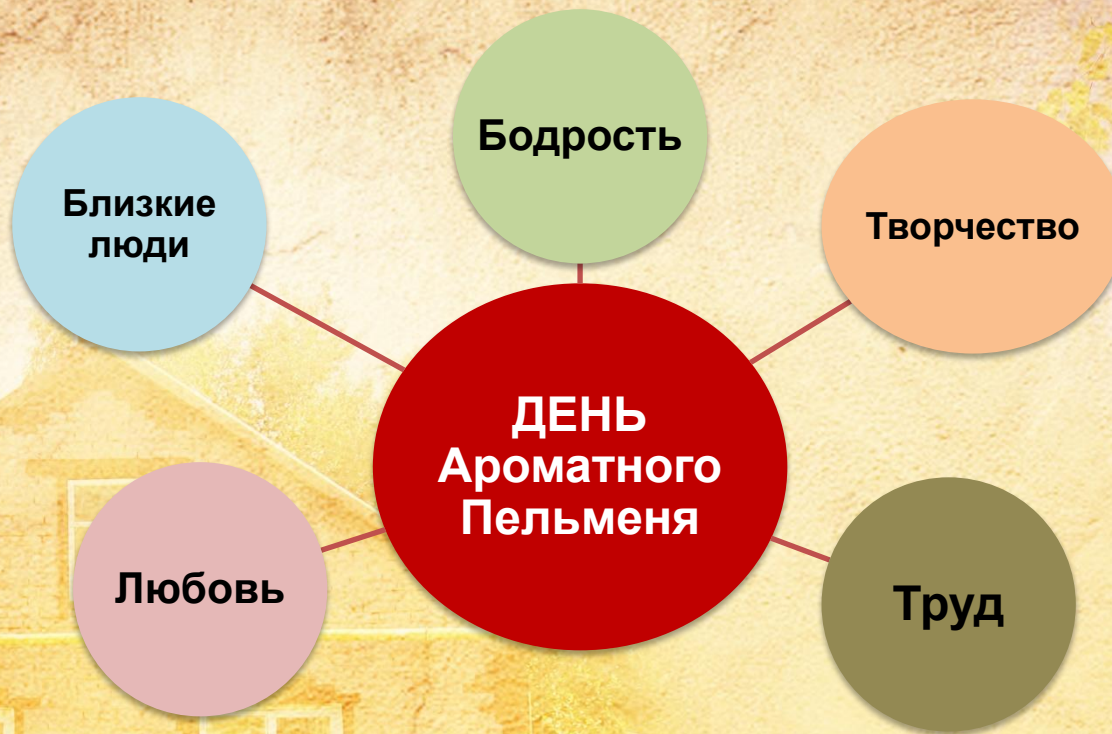 Бодрость
Близкие
люди
Творчество
ДЕНЬ
Ароматного
Пельменя
Любовь
Труд